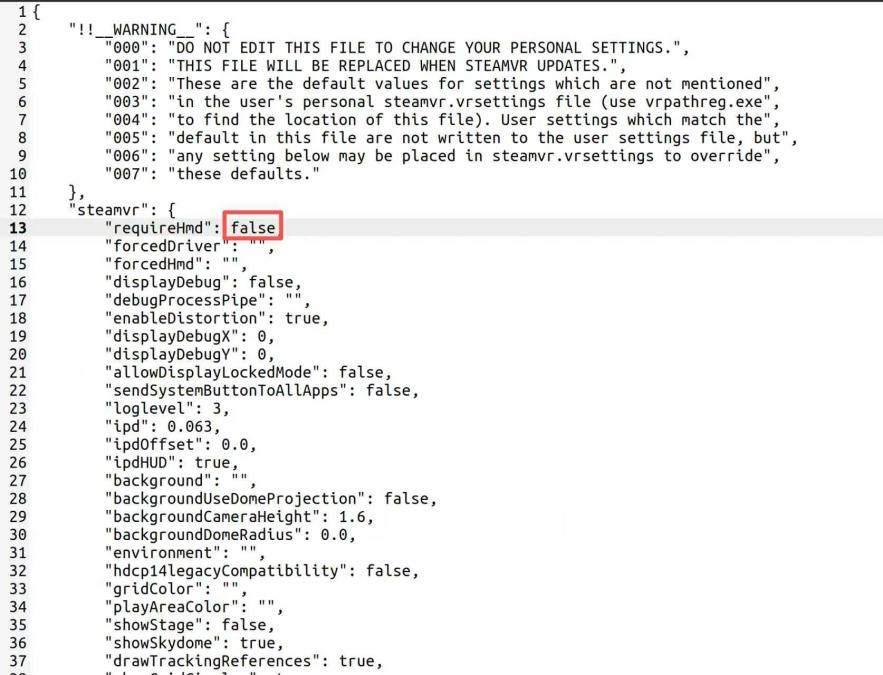 1 {
2 "!!__WARNING__": {
3 "000": "DO NOT EDIT THIS FILE TO CHANGE YOUR PERSONAL SETTINGS.",
4 "001": "THIS FILE WILL BE REPLACED WHEN STEAMVR UPDATES.",
5 "002": "These are the default values for settings which are not mentioned",
6 "003": "in the user's personal steamvr.vrsettings file (use vrpathreg.exe",
7 "004": "to find the location of this file). User settings which match the",
8 "005": "default in this file are not written to the user settings file, but",
9 "006": "any setting below may be placed in steamvr.vrsettings to override",
10 "007": "these defaults."
11 },
12 "steamvr": {
13 "requireHmd": false
14 "forcedDriver": "",
15 "forcedHmd": "",
16 "displayDebug": false,
17 "debugProcessPipe": "",
18 "enableDistortion": true,
19 "displayDebugX": 0,
20 "displayDebugY": 0,
21 "allowDisplayLockedMode": false,
22 "sendSystemButtonToAllApps": false,
23 "loglevel": 3,
24 "ipd": 0.063,
25 "ipdOffset": 0.0,
26 "ipdHUD": true,
27 "background": "",
28 "backgroundUseDomeProjection": false,
29 "backgroundCameraHeight": 1.6,
30 "backgroundDomeRadius": 0.0,
31 "environment": "",
32 "hdcp14legacyCompatibility": false,
33 "gridColor": "",
34 "playAreaColor": "",
35 "showStage": false,
36 "showSkydome": true,
37 "drawTrackingReferences": true,